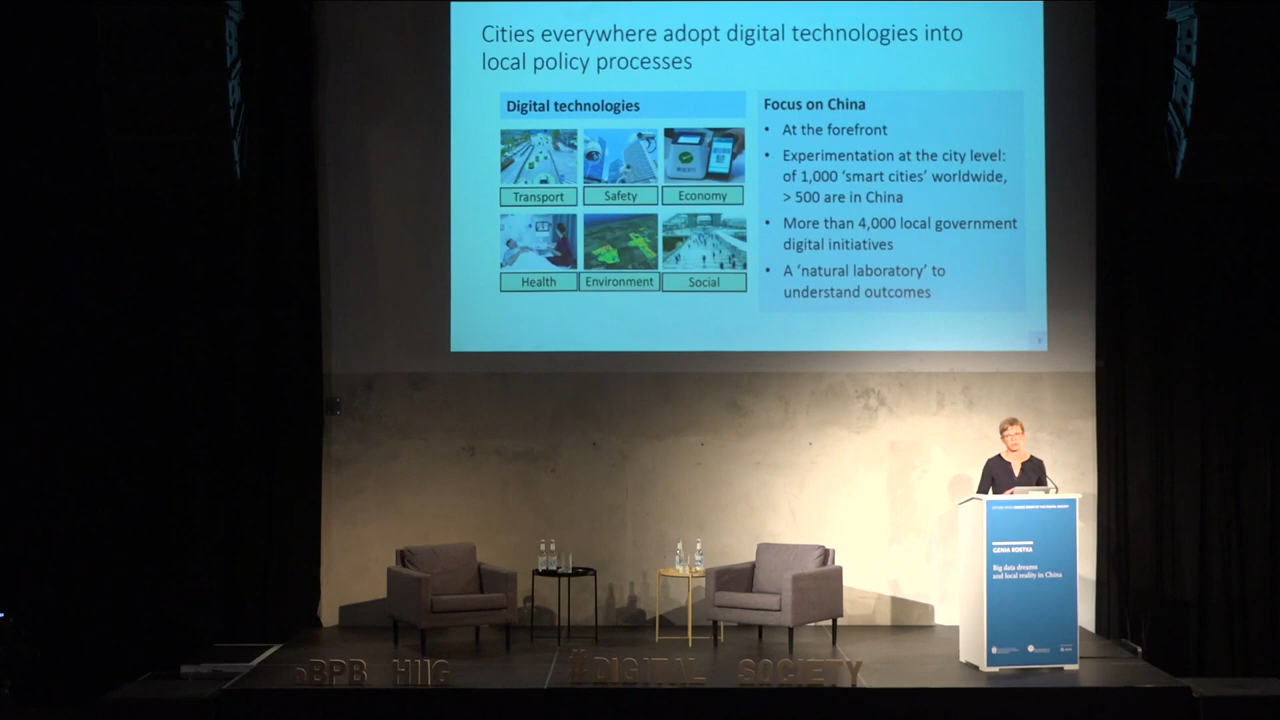 Cities everywhere adopt digital technologies into
local policy processes
Digital technologies
Transport
Safety
Economy
Health
Environment
Social
Focus on China
• At the forefront
• Experimentation at the city level:
of 1,000 ‘smart cities’ worldwide,
> 500 are in China
• More than 4,000 local government
digital initiatives
• A ‘natural laboratory’ to
understand outcomes
GENIA KOSTKA
Big data dreams
and local reality in China
BPB HIIG
#DIGITAL SOCIETY